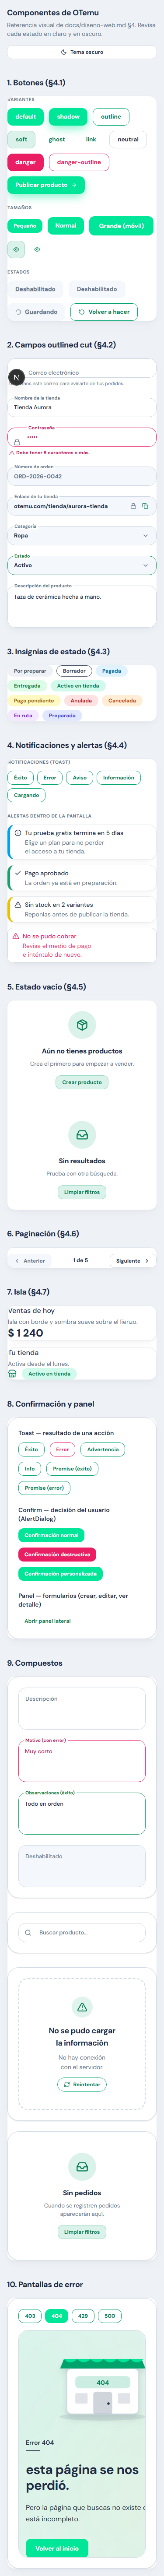 Componentes de OTemu
Referencia visual de docs/diseno-web.md §4. Revisa
cada estado en claro y en oscuro.
Tema oscuro
1. Botones (§4.1)
VARIANTES
default
shadow
outline
soft
ghost
link
neutral
danger
danger-outline
Publicar producto →
TAMAÑOS
Pequeño
Normal
Grande (móvil)
ESTADOS
Deshabilitado
Deshabilitado
Guardando
Volver a hacer
2. Campos outlined cut (§4.2)
Correo electrónico
este correo para avisarte de tus pedidos.
Nombre de la tienda
Tienda Aurora
Contraseña
•••••
Debe tener 8 caracteres o más.
Número de orden
ORD-2026-0042
Enlace de tu tienda
otemu.com/tienda/aurora-tienda
Categoría
Ropa
Estado
Activo
Descripción del producto
Taza de cerámica hecha a mano.
3. Insignias de estado (§4.3)
Por preparar
Borrador
Pagada
Entregada
Activo en tienda
Pago pendiente
Anulada
Cancelada
En ruta
Preparada
4. Notificaciones y alertas (§4.4)
NOTIFICACIONES (TOAST)
Éxito
Error
Aviso
Información
Cargando
ALERTAS DENTRO DE LA PANTALLA
Tu prueba gratis termina en 5 días
Elige un plan para no perder
el acceso a tu tienda.
Pago aprobado
La orden ya está en preparación.
Sin stock en 2 variantes
Repontas antes de publicar la tienda.
No se pudo cobrar
Revisa el medio de pago
e inténtalo de nuevo.
5. Estado vacío (§4.5)
Aún no tienes productos
Crea el primero para empezar a vender.
Crear producto
Sin resultados
Prueba con otra búsqueda.
Limpiar filtros
6. Paginación (§4.6)
Anterior
1 de 5
Siguiente
7. Isla (§4.7)
Ventas de hoy
Isla con borde y sombra suave sobre el lienzo.
$ 1 240
Tu tienda
Activa desde el lunes.
Activo en tienda
8. Confirmación y panel
Toast — resultado de una acción
Éxito
Error
Advertencia
Info
Promise (éxito)
Promise (error)
Confirm — decisión del usuario
(AlertDialog)
Confirmación normal
Confirmación destructiva
Confirmación personalizada
Panel — formularios (crear, editar, ver
detalle)
Abrir panel lateral
9. Compuestos
Descripción
Motivo (con error)
Muy corto
Observaciones (éxito)
Todo en orden
Deshabilitado
Buscar producto...
No se pudo cargar
la información
No hay conexión
con el servidor.
Reintentar
Sin pedidos
Cuando se registren pedidos
aparecerán aquí.
Limpiar filtros
10. Pantallas de error
403
404
429
500
404
Error 404
esta página se nos
perdió.
Pero la página que buscas no existe
está incompleto.
Volver al inicio